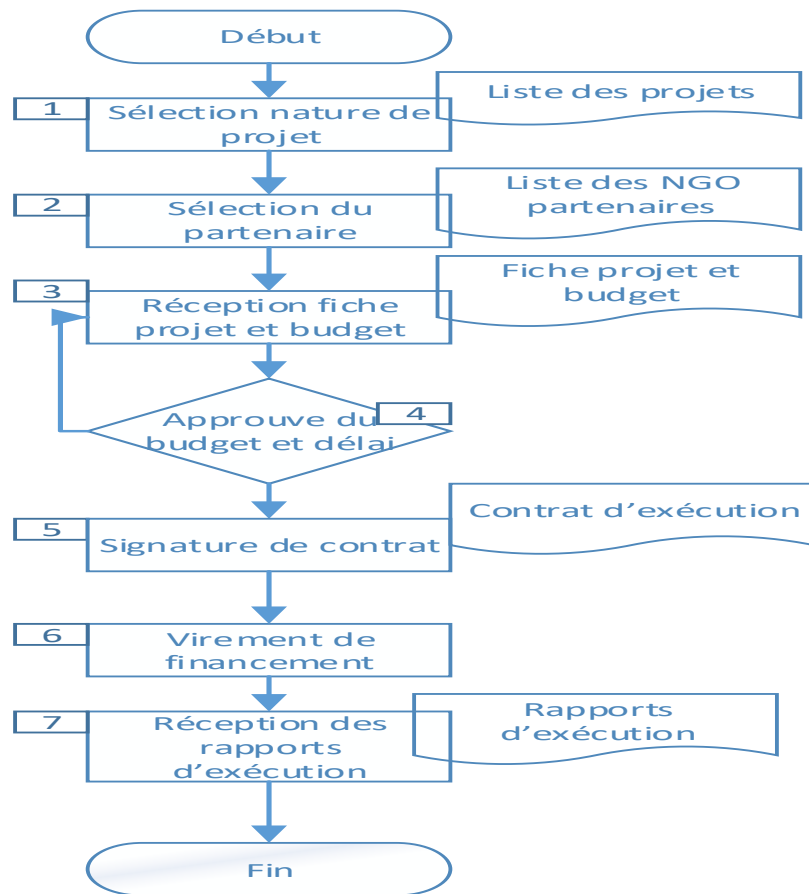 Début
1
Sélection nature de
projet
Liste des projets
2
Sélection du
partenaire
Liste des NGO
partenaires
3
Réception fiche
projet et budget
Fiche projet et
budget
4
Approuve du
budget et délai
5
Signature de contrat
Contrat d’exécution
6
Virement de
financement
7
Réception des
rapports
d’exécution
Rapports
d’exécution
Fin